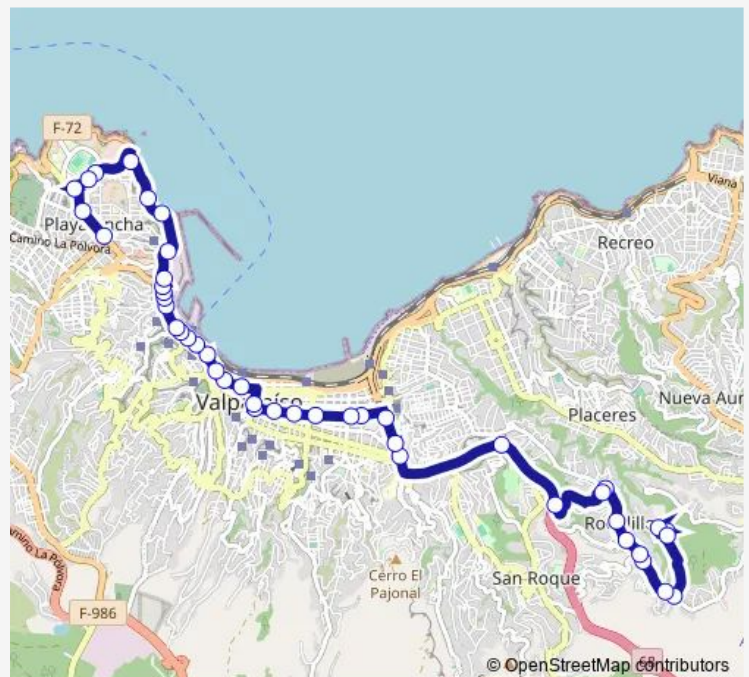 F-72
Viana
Playa Ancha
Camino La Pólvora
Recreo
Valparaíso
Nueva Aur
Placeres
Camino La Pólvora
Cerro El
Pajonal
San Roque
F-986
68
© OpenStreetMap contributors